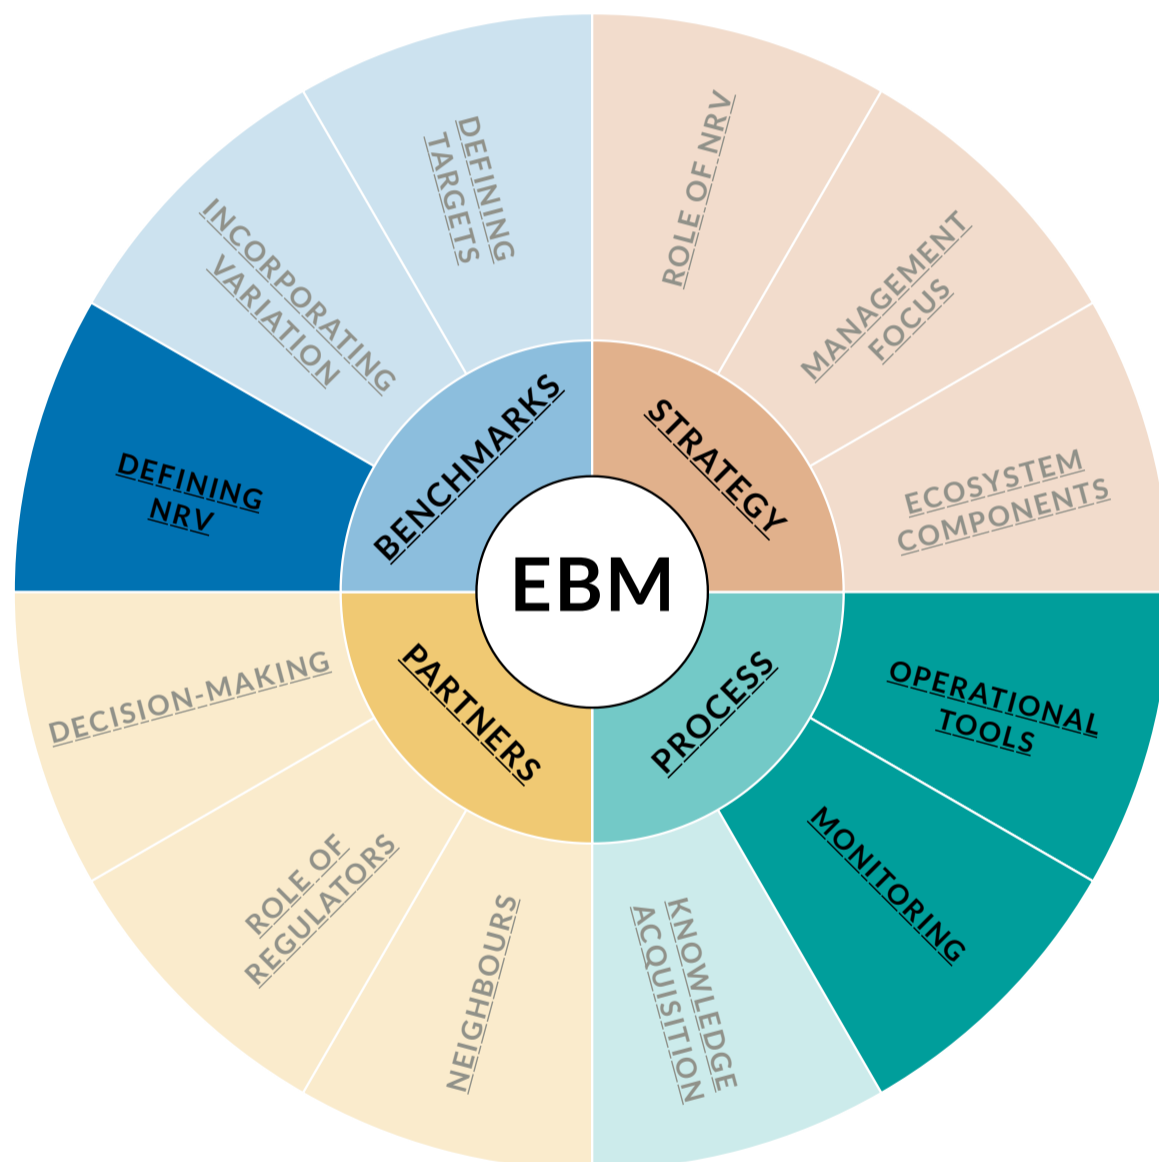 DEFINING
TARGETS
ROLE OF NRV
INCORPORATING
VARIATION
MANAGEMENT
FOCUS
DEFINING
NRV
BENCHMARKS
STRATEGY
ECOSYSTEM
COMPONENTS
EBM
DECISION-MAKING
PARTNERS
PROCESS
OPERATIONAL
TOOLS
ROLE OF
REGULATORS
MONITORING
NEIGHBOURS
KNOWLEDGE
ACQUISITION